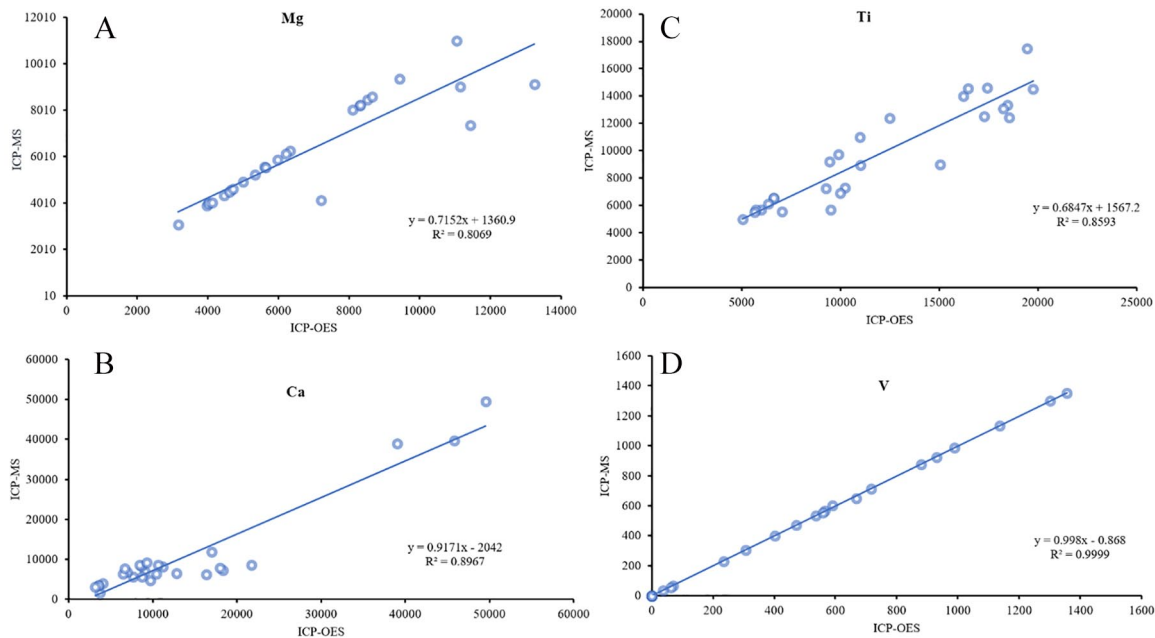 A
Mg
12010
10010
8010
6010
4010
2010
10
ICP-MS
0
2000
4000
6000
8000
10000
12000
14000
ICP-OES
y = 0.7152x + 1360.9
R² = 0.8069
C
Ti
20000
18000
16000
14000
12000
10000
8000
6000
4000
2000
0
ICP-MS
0
5000
10000
15000
20000
25000
ICP-OES
y = 0.6847x + 1567.2
R² = 0.8593
B
Ca
60000
50000
40000
30000
20000
10000
0
ICP-MS
0
10000
20000
30000
40000
50000
60000
ICP-OES
y = 0.9171x - 2042
R² = 0.8967
D
V
1600
1400
1200
1000
800
600
400
200
0
ICP-MS
0
200
400
600
800
1000
1200
1400
1600
ICP-OES
y = 0.998x - 0.868
R² = 0.9999